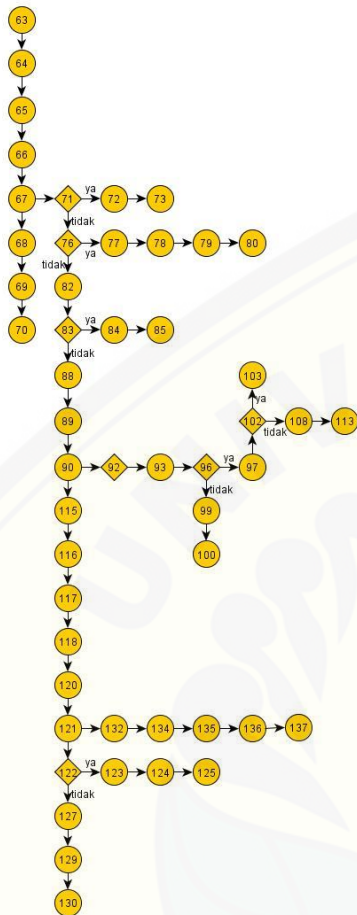 63
64
65
66
67 71 ya 72 73
tidak
68 76 ya 77 78 79 80
tidak
69 82
70 83 ya 84 85
tidak
88 103
ya
89 102 tidak 108 113
90 92 93 96 ya 97
tidak
115 99
116 100
117
118
120
121 132 134 135 136 137
122 ya 123 124 125
tidak
127
129
130
UNIV